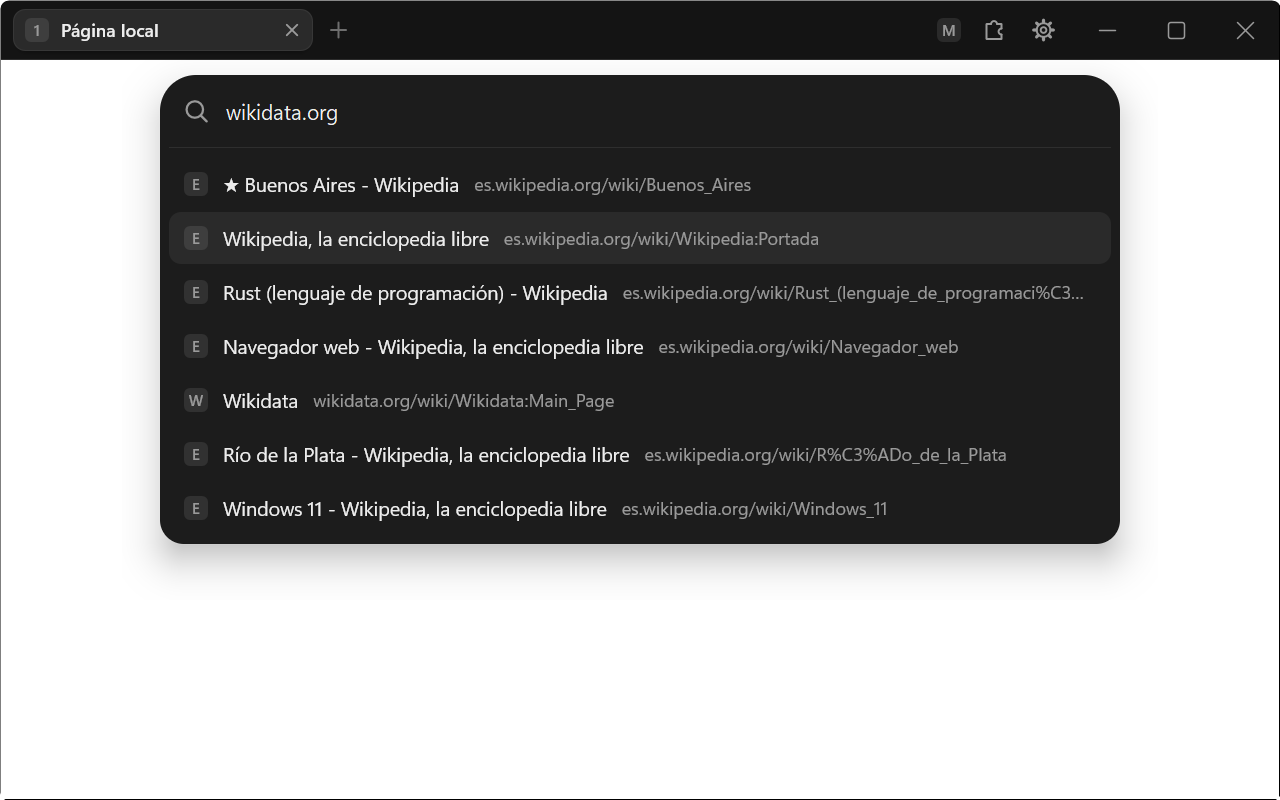 1 Página local
M
wikidata.org
E ★ Buenos Aires - Wikipedia es.wikipedia.org/wiki/Buenos_Aires
E Wikipedia, la enciclopedia libre es.wikipedia.org/wiki/Wikipedia:Portada
E Rust (lenguaje de programación) - Wikipedia es.wikipedia.org/wiki/Rust_(lenguaje_de_programaci%C3...
E Navegador web - Wikipedia, la enciclopedia libre es.wikipedia.org/wiki/Navegador_web
W Wikidata wikidata.org/wiki/Wikidata:Main_Page
E Río de la Plata - Wikipedia, la enciclopedia libre es.wikipedia.org/wiki/R%C3%ADo_de_la_Plata
E Windows 11 - Wikipedia, la enciclopedia libre es.wikipedia.org/wiki/Windows_11